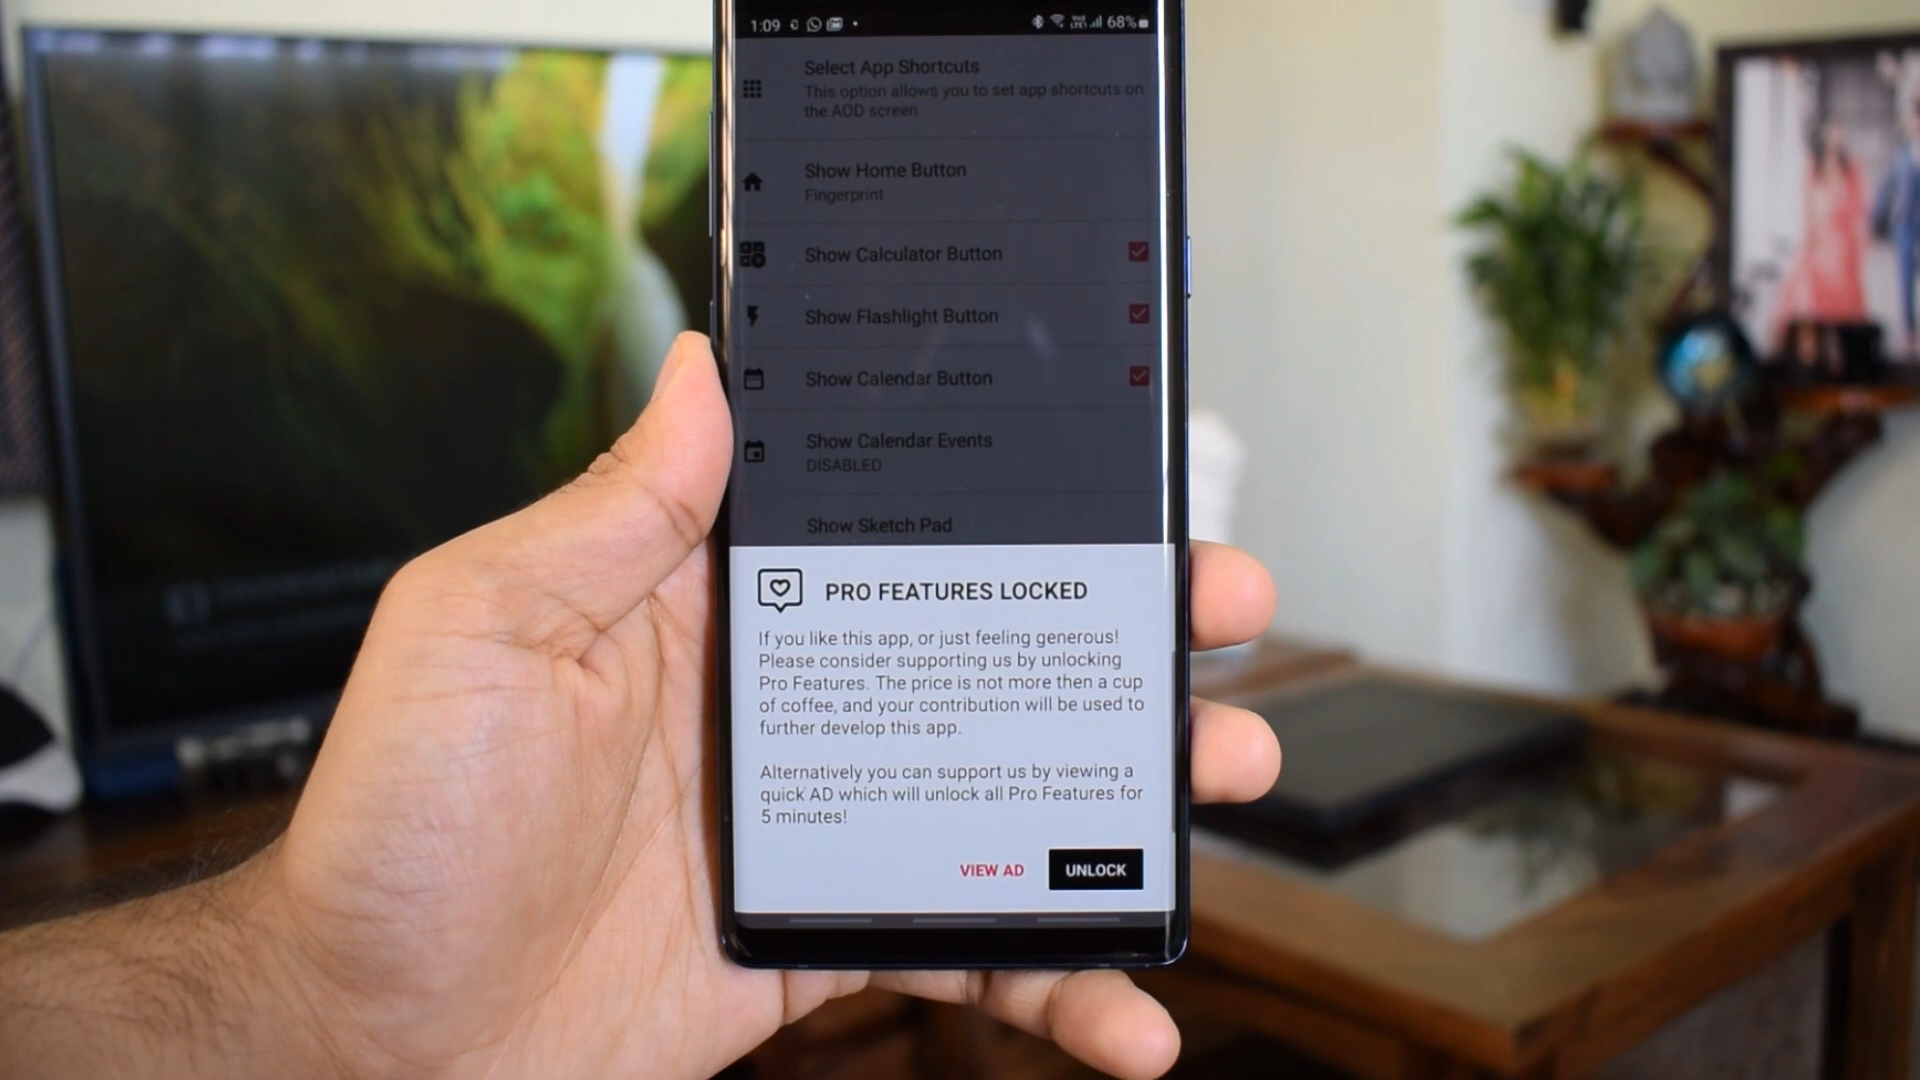 1:09 68%
Select App Shortcuts
This option allows you to set app shortcuts on
the AOD screen
Show Home Button
Fingerprint
Show Calculator Button
Show Flashlight Button
Show Calendar Button
Show Calendar Events
DISABLED
Show Sketch Pad
PRO FEATURES LOCKED
If you like this app, or just feeling generous!
Please consider supporting us by unlocking
Pro Features. The price is not more then a cup
of coffee, and your contribution will be used to
further develop this app.
Alternatively you can support us by viewing a
quick AD which will unlock all Pro Features for
5 minutes!
VIEW AD UNLOCK